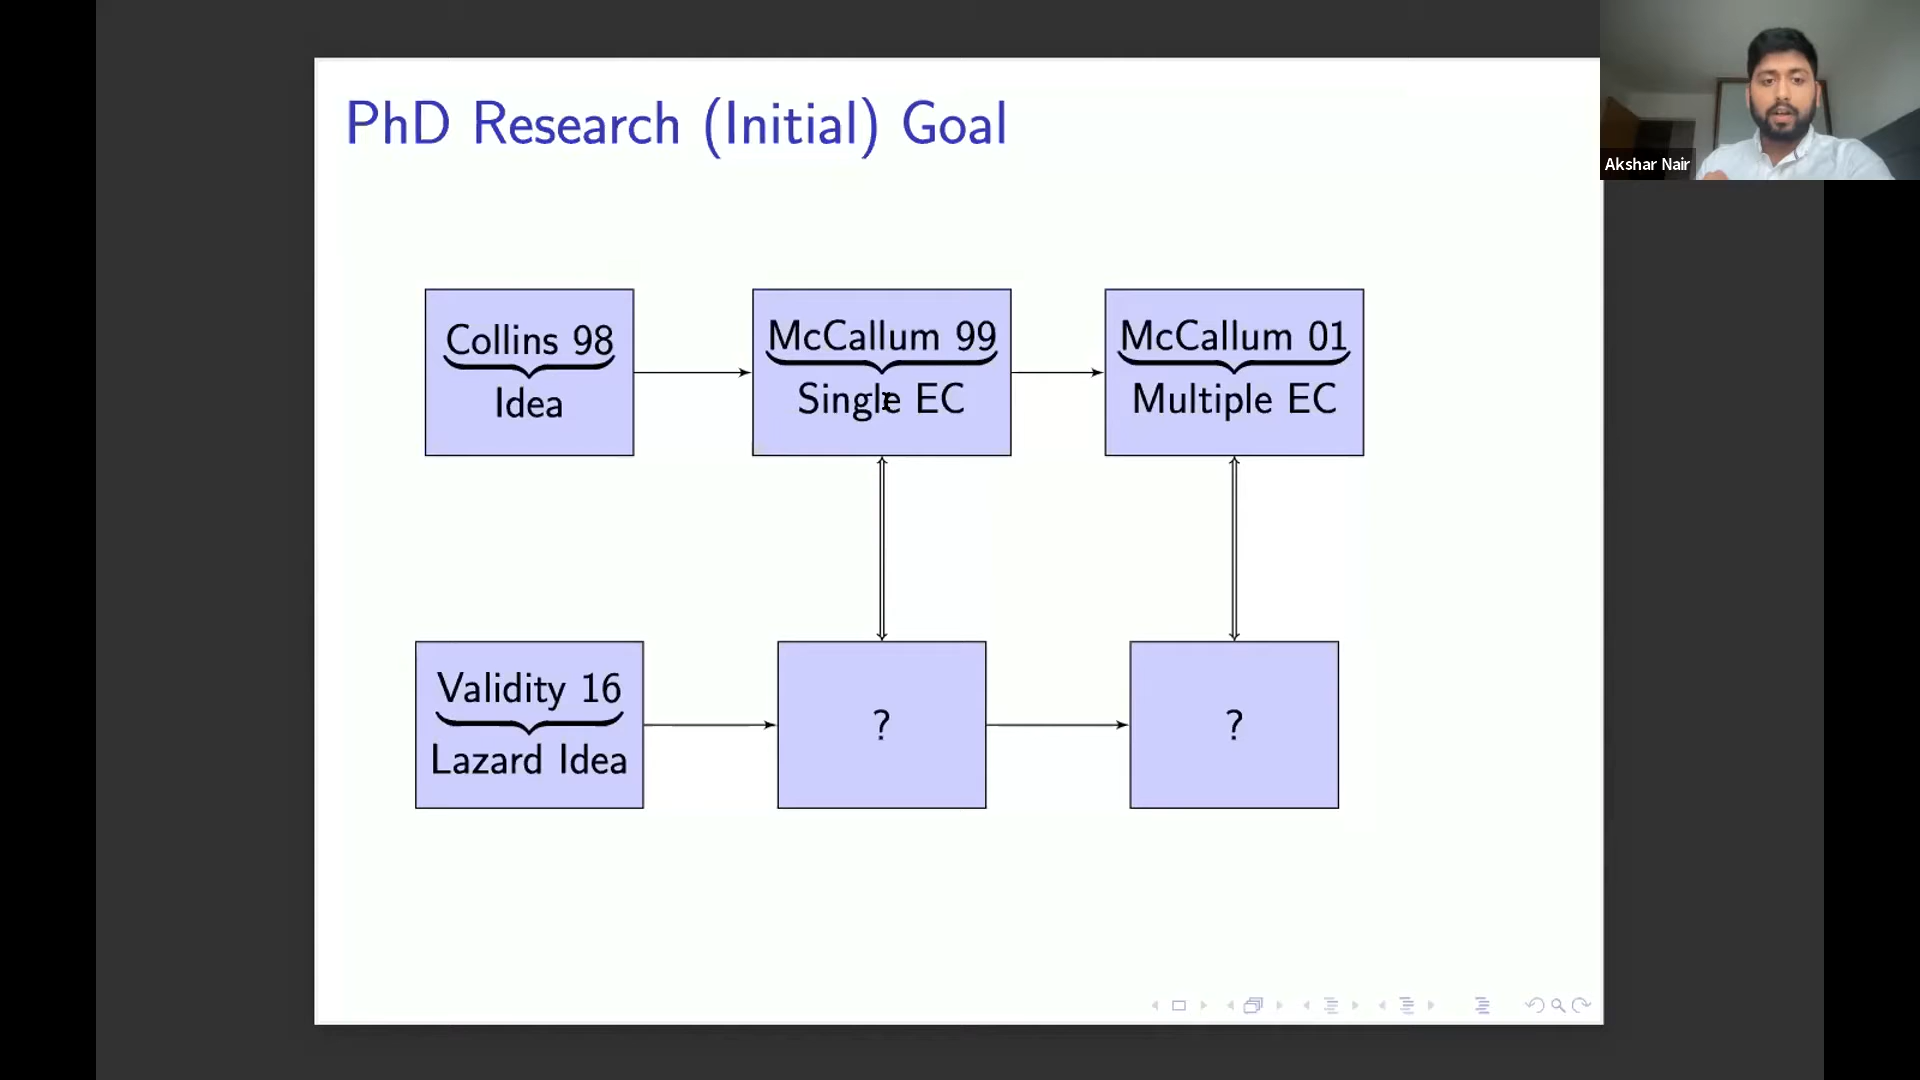 PhD Research (Initial) Goal
Akshar Nair
Collins 98
Idea
McCallum 99
Single EC
McCallum 01
Multiple EC
Validity 16
Lazard Idea
?
?